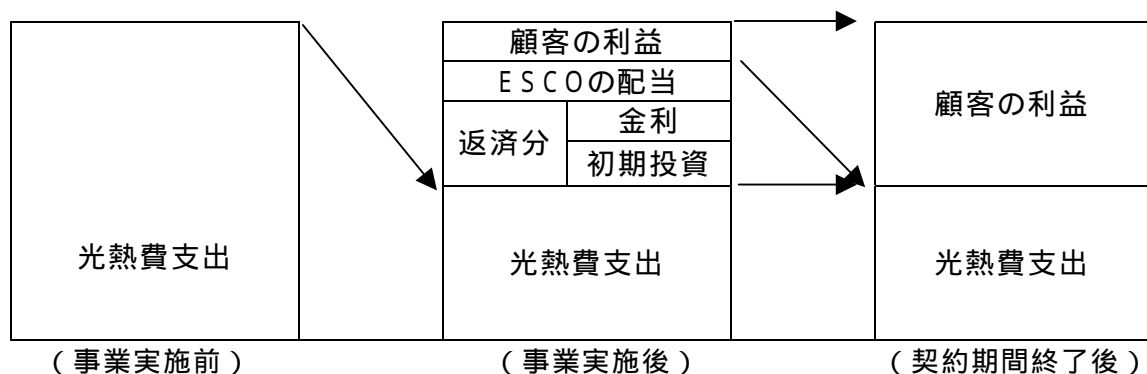 顧客の利益
ESCOの配当
返済分
金利
初期投資
顧客の利益
光熱費支出
光熱費支出
光熱費支出
(事業実施前)
(事業実施後)
(契約期間終了後)